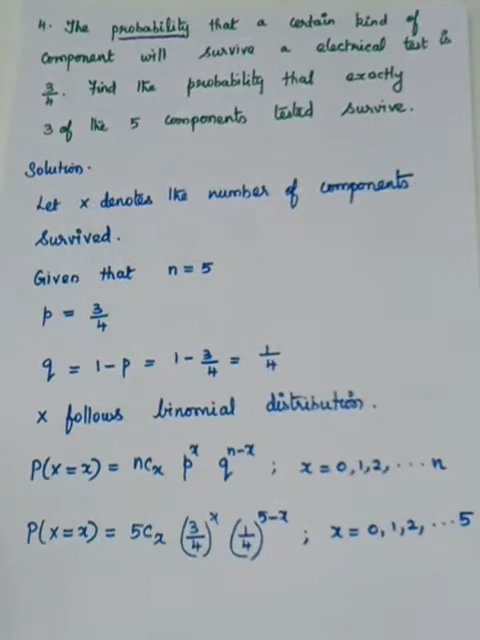 4. The probability that a certain kind of
component will survive a electrical test is
3/4. Find the probability that exactly
3 of the 5 components tested survive.
Solution.
Let x denotes the number of components
survived.
Given that n = 5
p = 3/4
q = 1 - p = 1 - 3/4 = 1/4
x follows binomial distribution.
P(x = x) = nCx p^x q^(n-x) ; x = 0, 1, 2, ... n
P(x = x) = 5Cx (3/4)^x (1/4)^(5-x) ; x = 0, 1, 2, ... 5